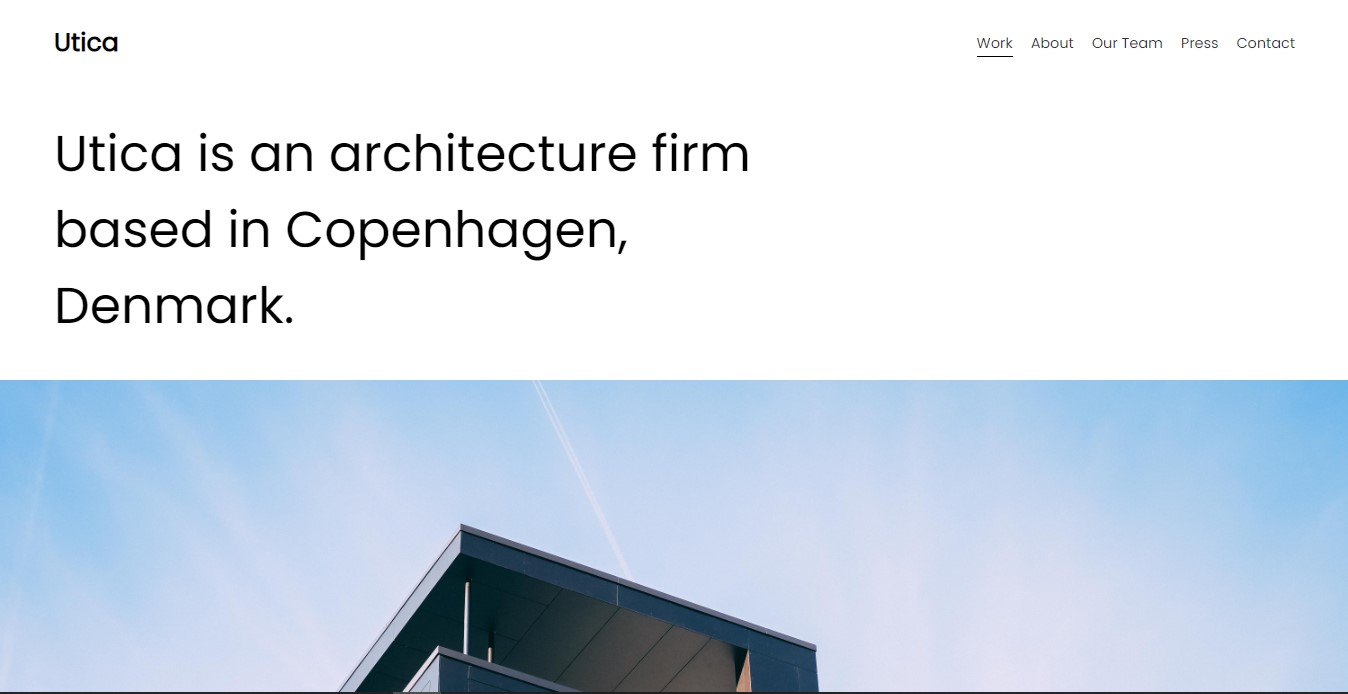 Utica
Work About Our Team Press Contact
Utica is an architecture firm
based in Copenhagen,
Denmark.